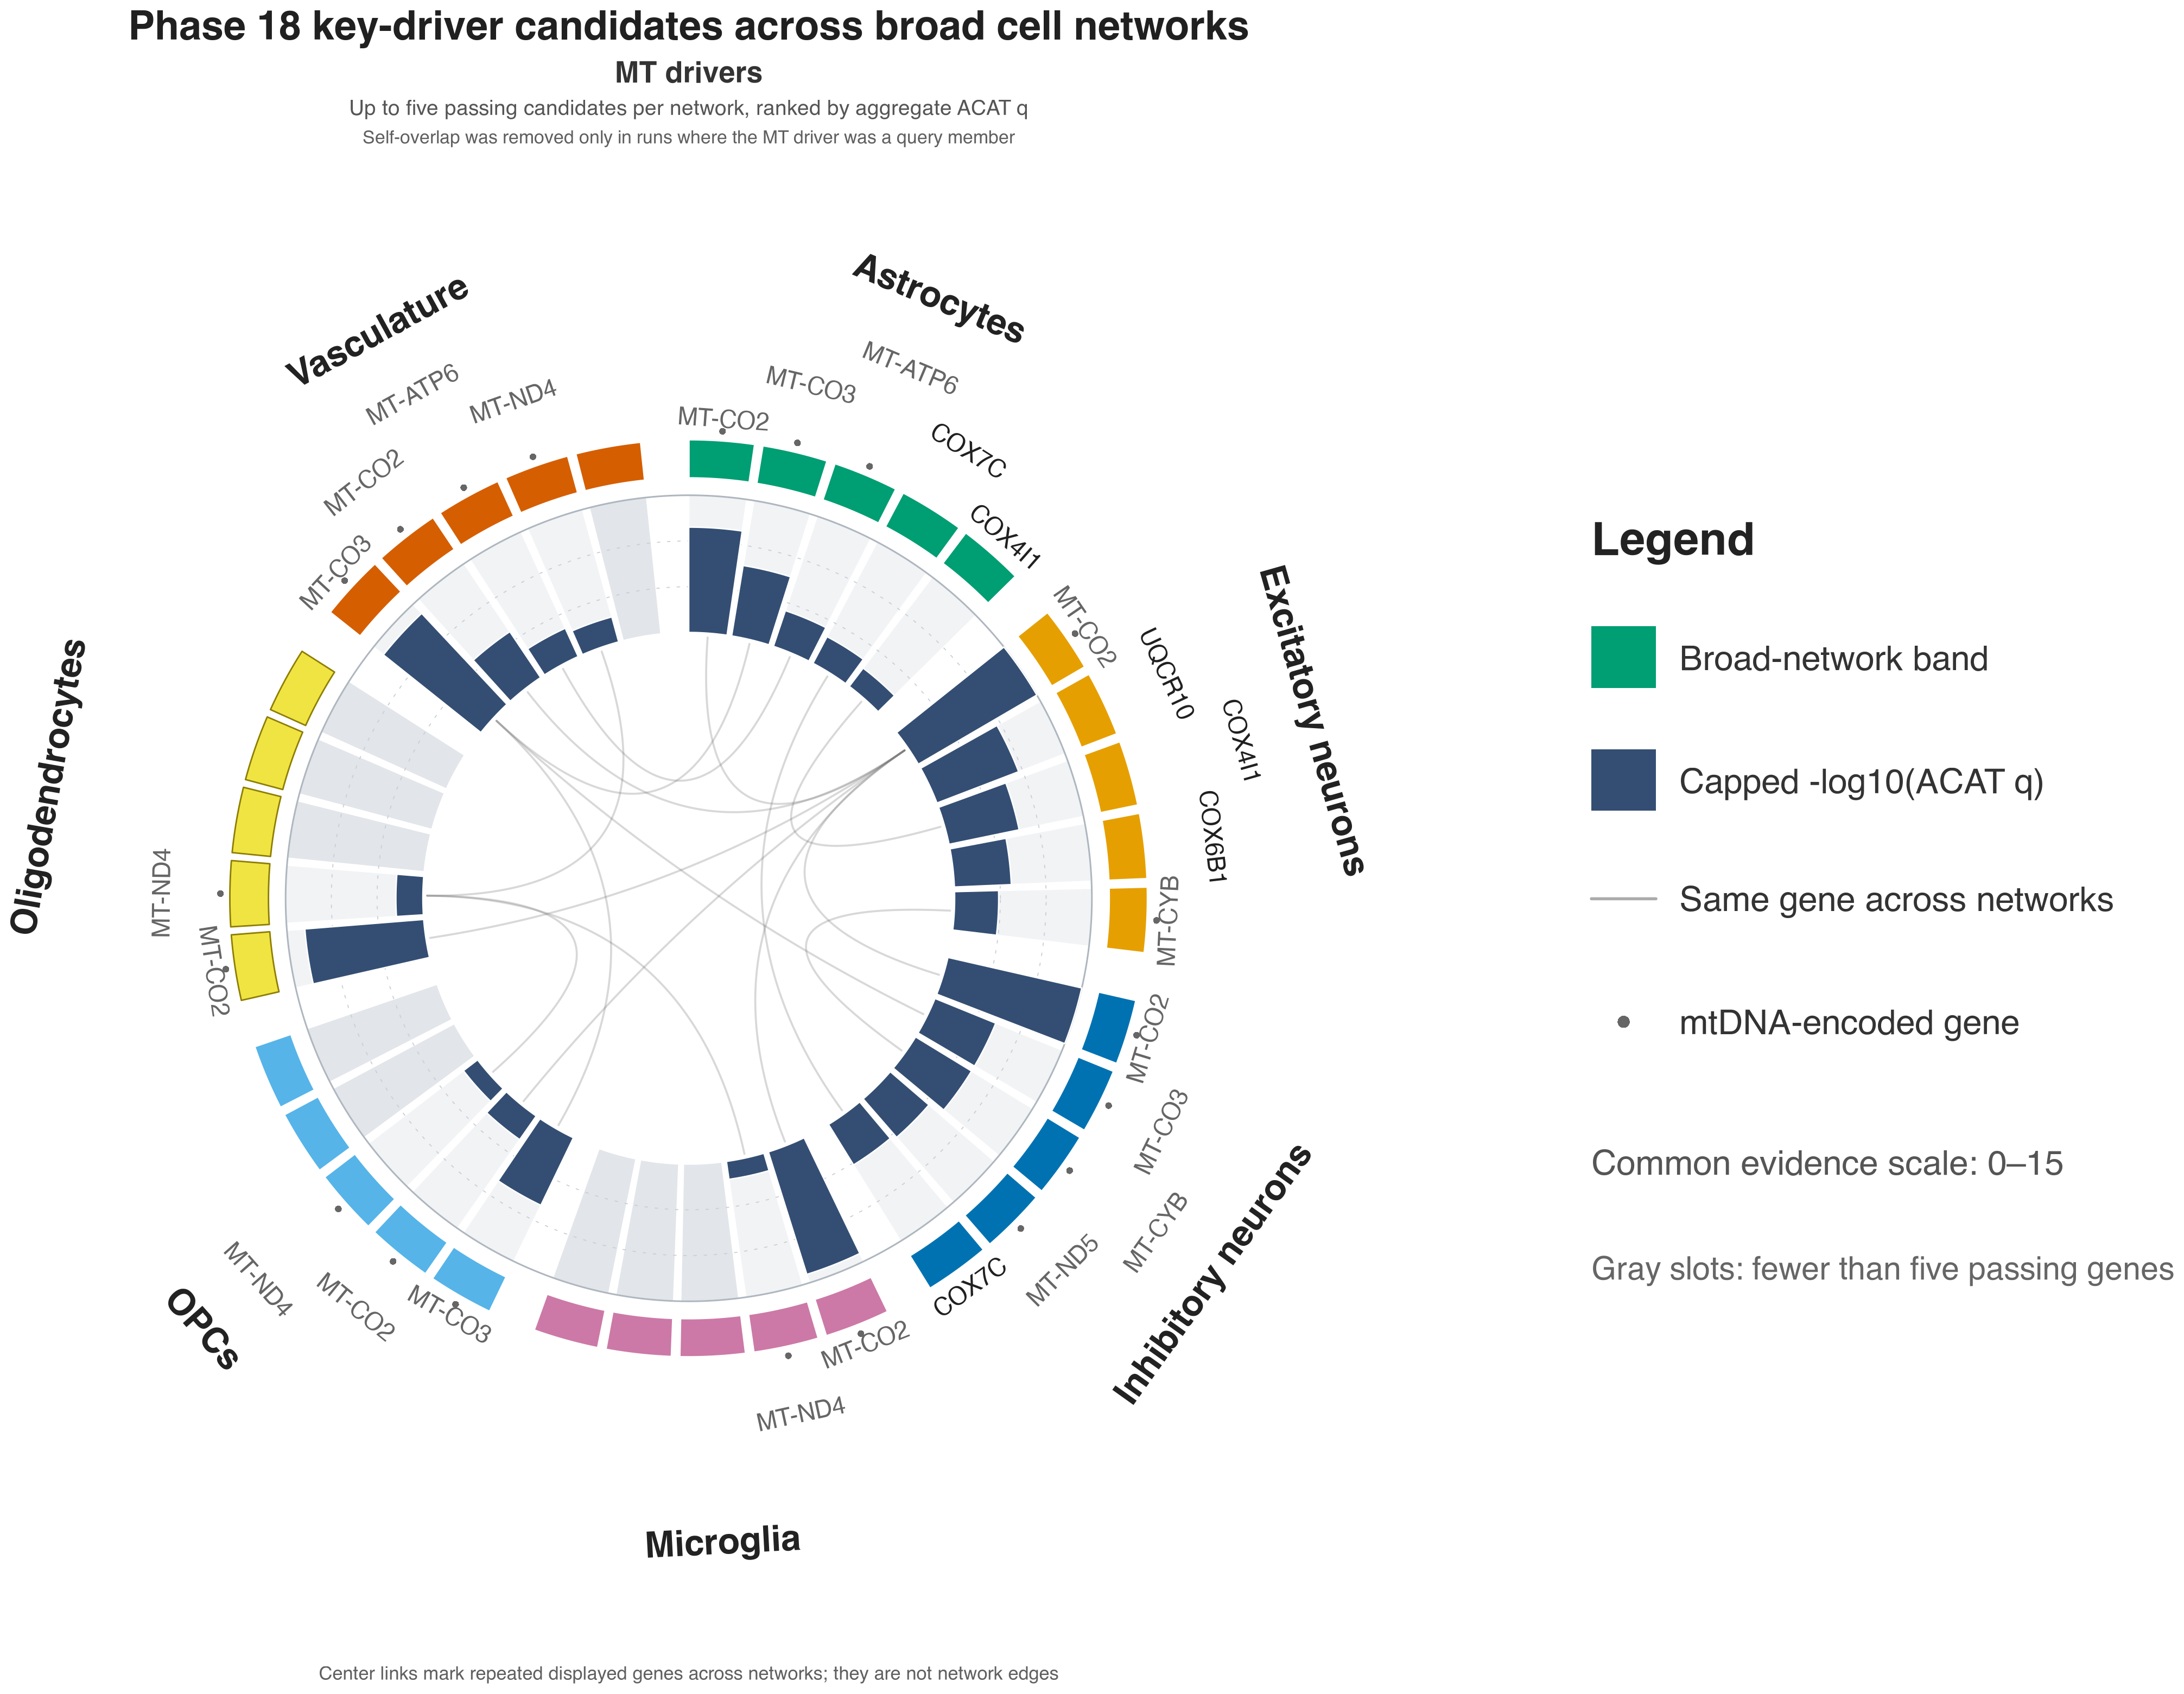 Phase 18 key-driver candidates across broad cell networks
MT drivers
Up to five passing candidates per network, ranked by aggregate ACAT q
Self-overlap was removed only in runs where the MT driver was a query member
Astrocytes
MT-CO2
MT-CO3
MT-ATP6
COX7C
COX4I1
Excitatory neurons
MT-CO2
UQCR10
COX4I1
COX6B1
MT-CYB
Inhibitory neurons
MT-CO2
MT-CO3
MT-CYB
MT-ND5
COX7C
Microglia
MT-CO2
MT-ND4
OPCs
MT-CO3
MT-CO2
MT-ND4
Oligodendrocytes
MT-CO2
MT-ND4
Vasculature
MT-CO3
MT-CO2
MT-ATP6
MT-ND4
Legend
Broad-network band
Capped -log10(ACAT q)
Same gene across networks
mtDNA-encoded gene
Common evidence scale: 0–15
Gray slots: fewer than five passing genes
Center links mark repeated displayed genes across networks; they are not network edges